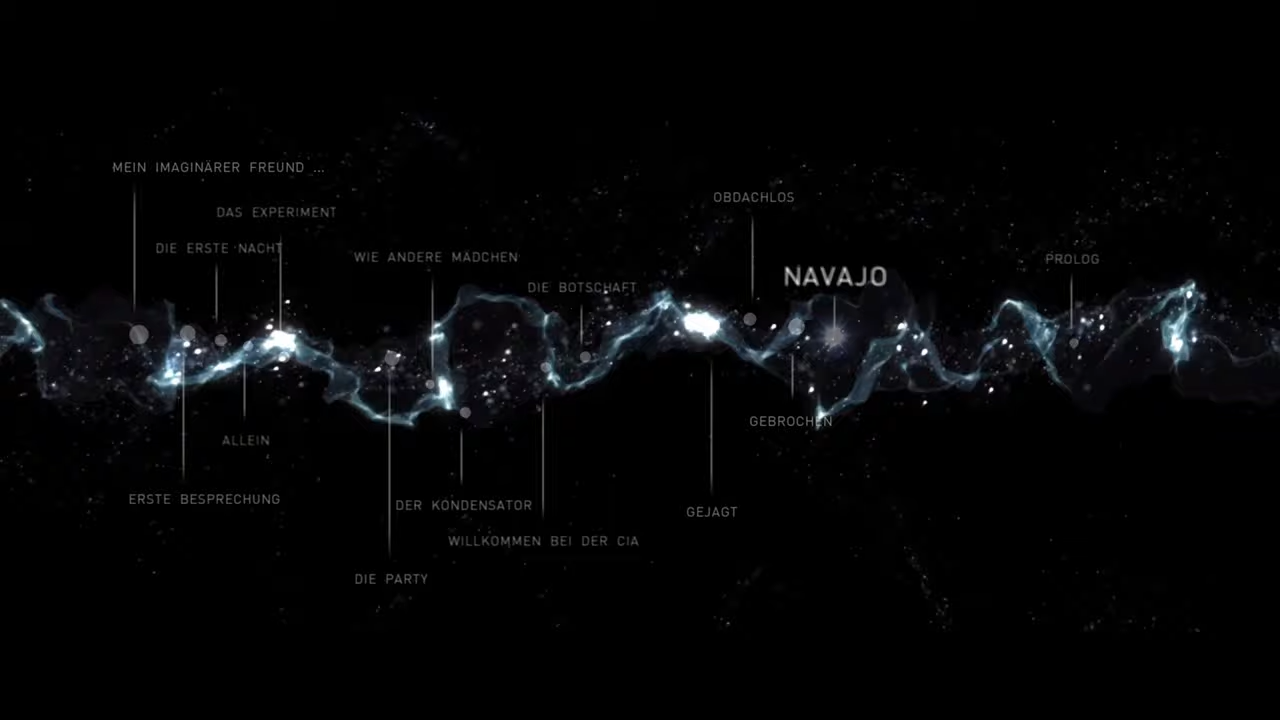 MEIN IMAGINÄRER FREUND ...
OBDACHLOS
DAS EXPERIMENT
DIE ERSTE NACHT
WIE ANDERE MÄDCHEN
PROLOG
NAVAJO
DIE BOTSCHAFT
GEBROCHEN
ALLEIN
ERSTE BESPRECHUNG
DER KONDENSATOR
GEJAGT
WILLKOMMEN BEI DER CIA
DIE PARTY